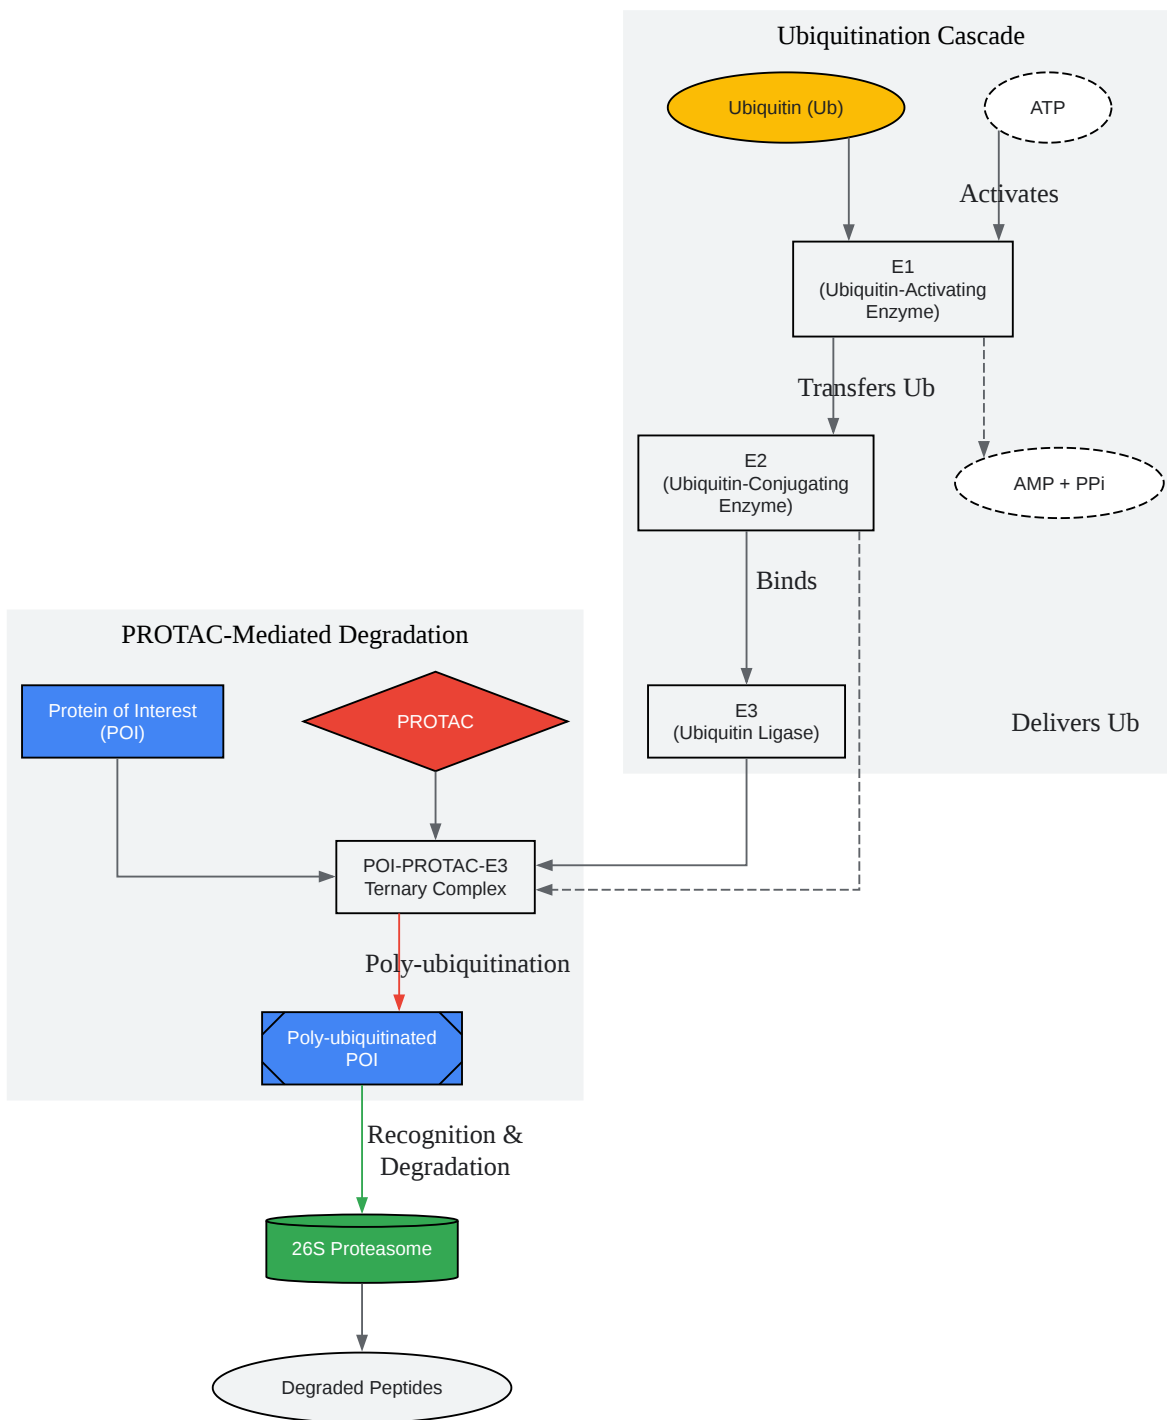 Ubiquitination Cascade
Ubiquitin (Ub)
ATP
Activates
E1
(Ubiquitin-Activating
Enzyme)
Transfers Ub
E2
(Ubiquitin-Conjugating
Enzyme)
AMP + PPi
Binds
PROTAC-Mediated Degradation
Protein of Interest
(POI)
PROTAC
E3
(Ubiquitin Ligase)
Delivers Ub
POI-PROTAC-E3
Ternary Complex
Poly-ubiquitination
Poly-ubiquitinated
POI
Recognition &
Degradation
26S Proteasome
Degraded Peptides